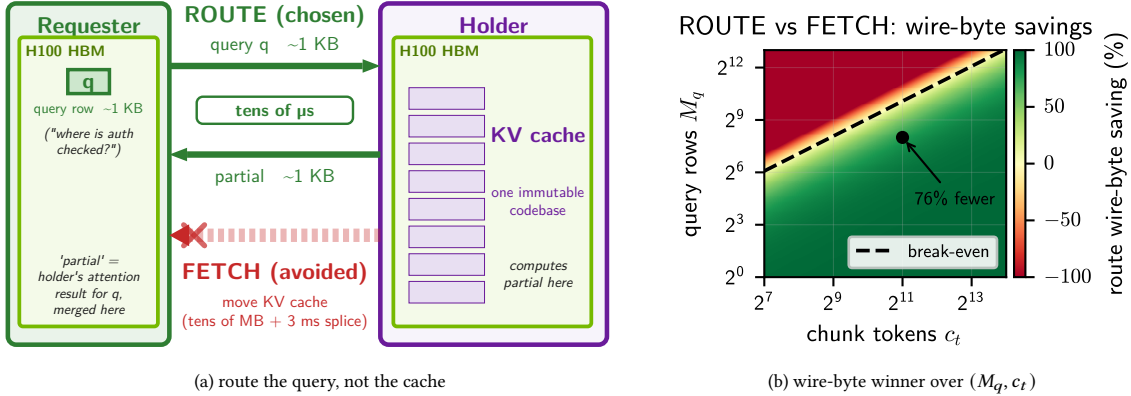 Requester
H100 HBM
q
query row ~1 KB
("where is auth
checked?")
'partial' =
holder's attention
result for q,
merged here
ROUTE (chosen)
query q ~1 KB
tens of µs
partial ~1 KB
FETCH (avoided)
move KV cache
(tens of MB + 3 ms splice)
Holder
H100 HBM
KV cache
one immutable
codebase
computes
partial here
(a) route the query, not the cache
ROUTE vs FETCH: wire-byte savings
query rows M_q
2^12
2^9
2^6
2^3
2^0
76% fewer
break-even
2^7
2^9
2^11
2^13
chunk tokens c_t
100
50
0
−50
−100
route wire-byte saving (%)
(b) wire-byte winner over (M_q, c_t)